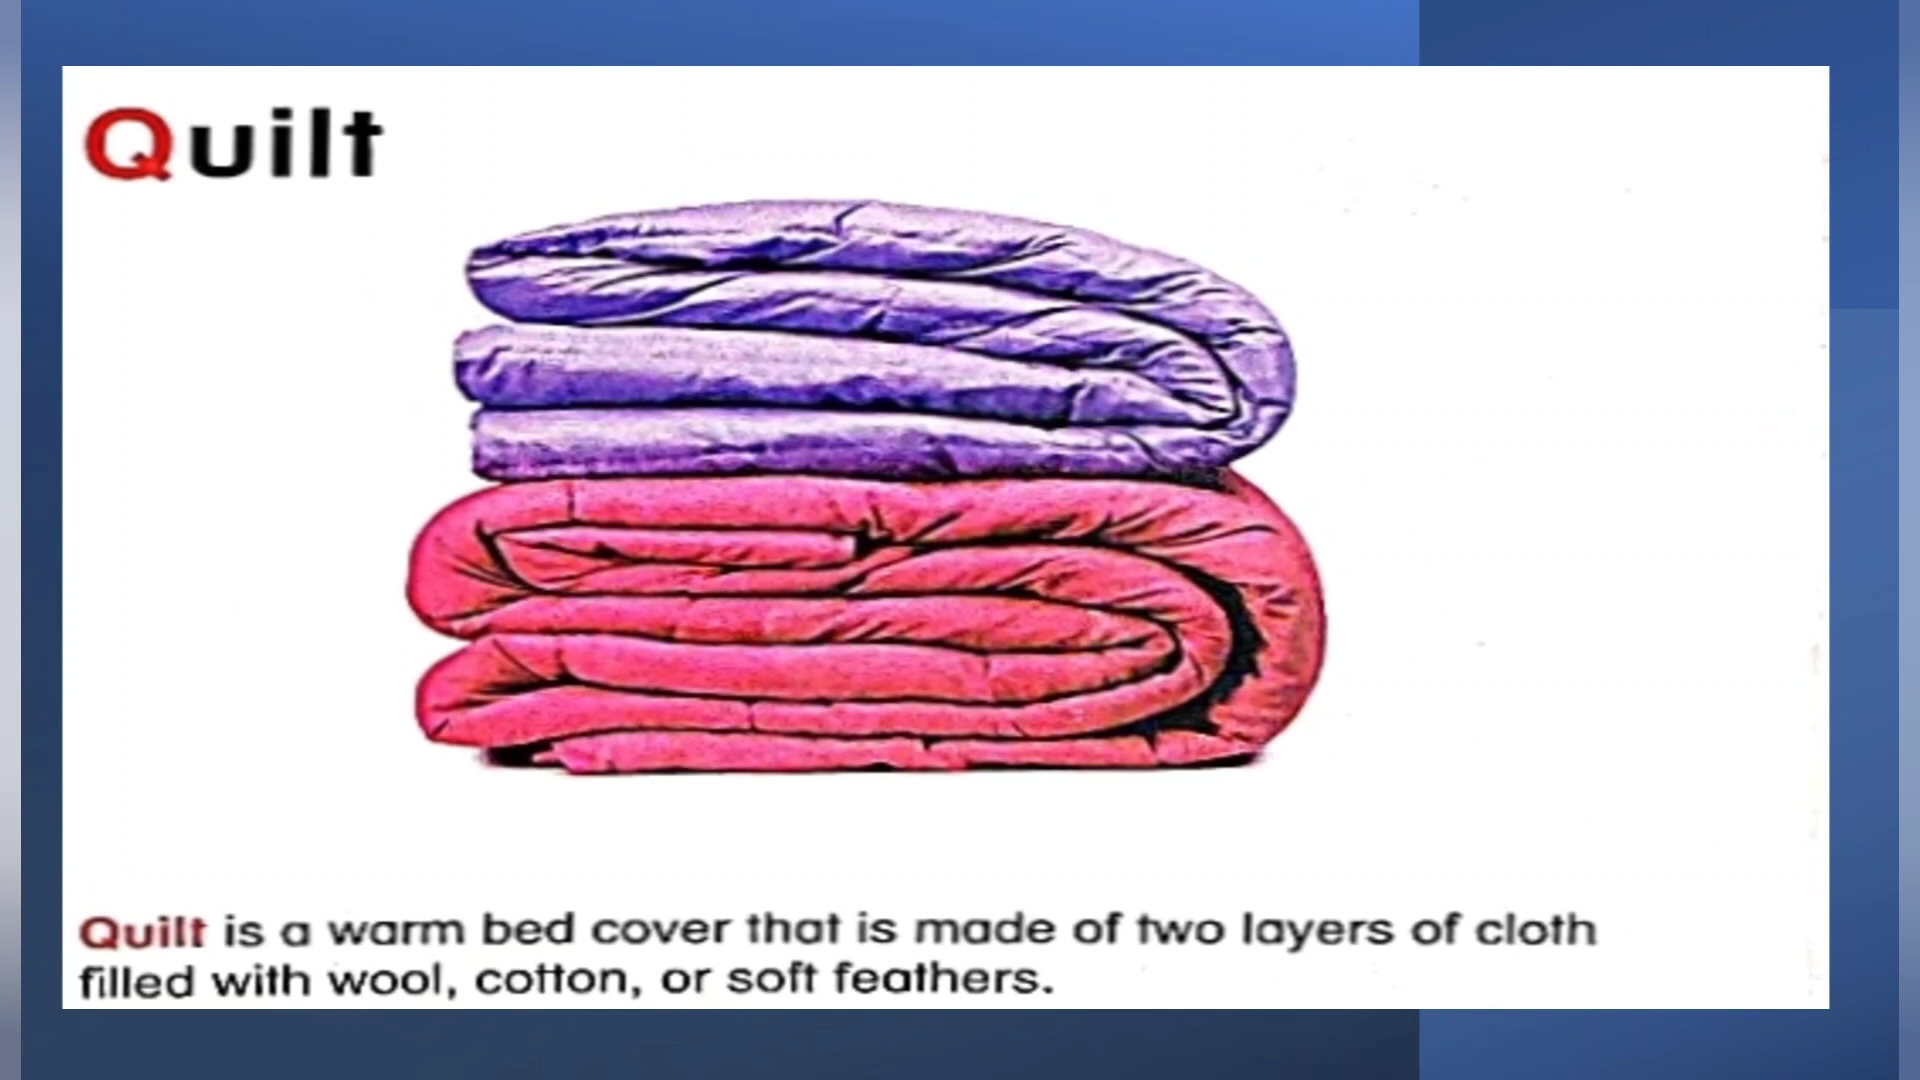 Quilt
Quilt is a warm bed cover that is made of two layers of cloth
filled with wool, cotton, or soft feathers.